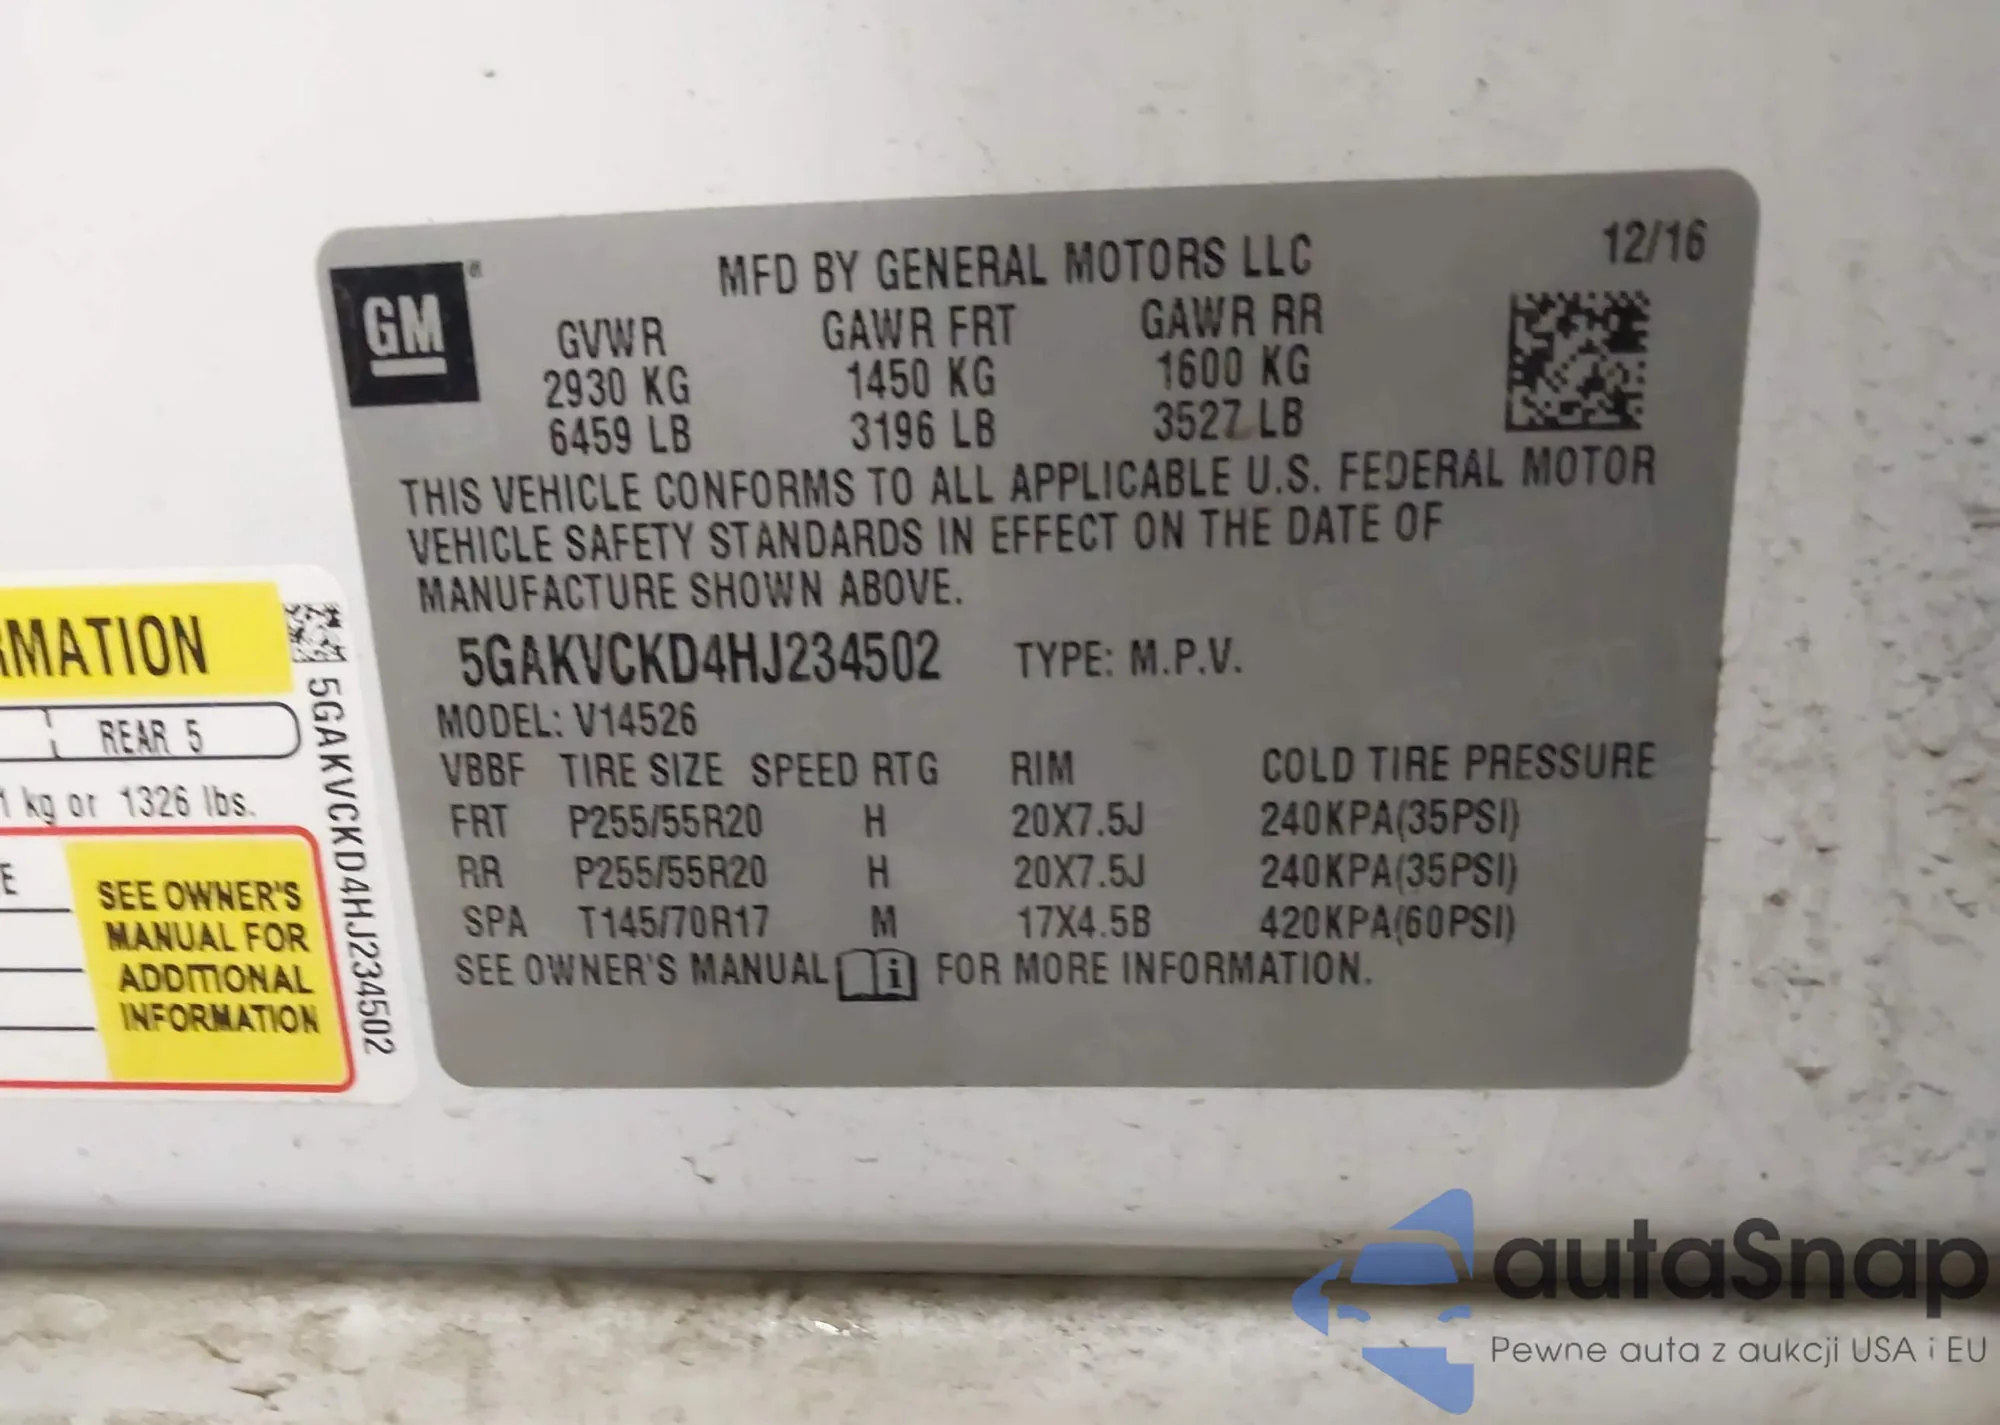 GM ®
MFD BY GENERAL MOTORS LLC
12/16
GVWR GAWR FRT GAWR RR
2930 KG 1450 KG 1600 KG
6459 LB 3196 LB 3527 LB
THIS VEHICLE CONFORMS TO ALL APPLICABLE U.S. FEDERAL MOTOR
VEHICLE SAFETY STANDARDS IN EFFECT ON THE DATE OF
MANUFACTURE SHOWN ABOVE.
5GAKVCKD4HJ234502 TYPE: M.P.V.
MODEL: V14526
VBBF TIRE SIZE SPEED RTG RIM COLD TIRE PRESSURE
FRT P255/55R20 H 20X7.5J 240KPA(35PSI)
RR P255/55R20 H 20X7.5J 240KPA(35PSI)
SPA T145/70R17 M 17X4.5B 420KPA(60PSI)
SEE OWNER'S MANUAL i FOR MORE INFORMATION.
RMATION
REAR 5
1 kg or 1326 lbs.
E
SEE OWNER'S
MANUAL FOR
ADDITIONAL
INFORMATION
5GAKVCKD4HJ234502
autaSnap
Pewne auta z aukcji USA i EU